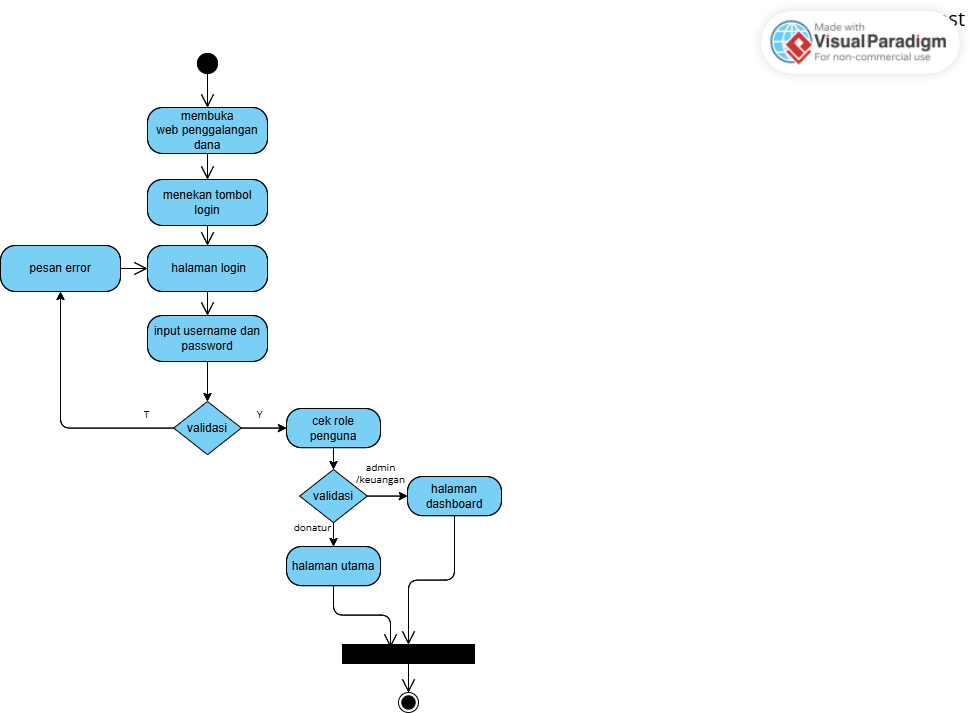 Made with
Visual Paradigm
For non-commercial use
membuka
web penggalangan
dana
menekan tombol
login
pesan error
halaman login
input username dan
password
T
validasi
Y
cek role
penguna
admin
/keuangan
validasi
halaman
dashboard
donatur
halaman utama